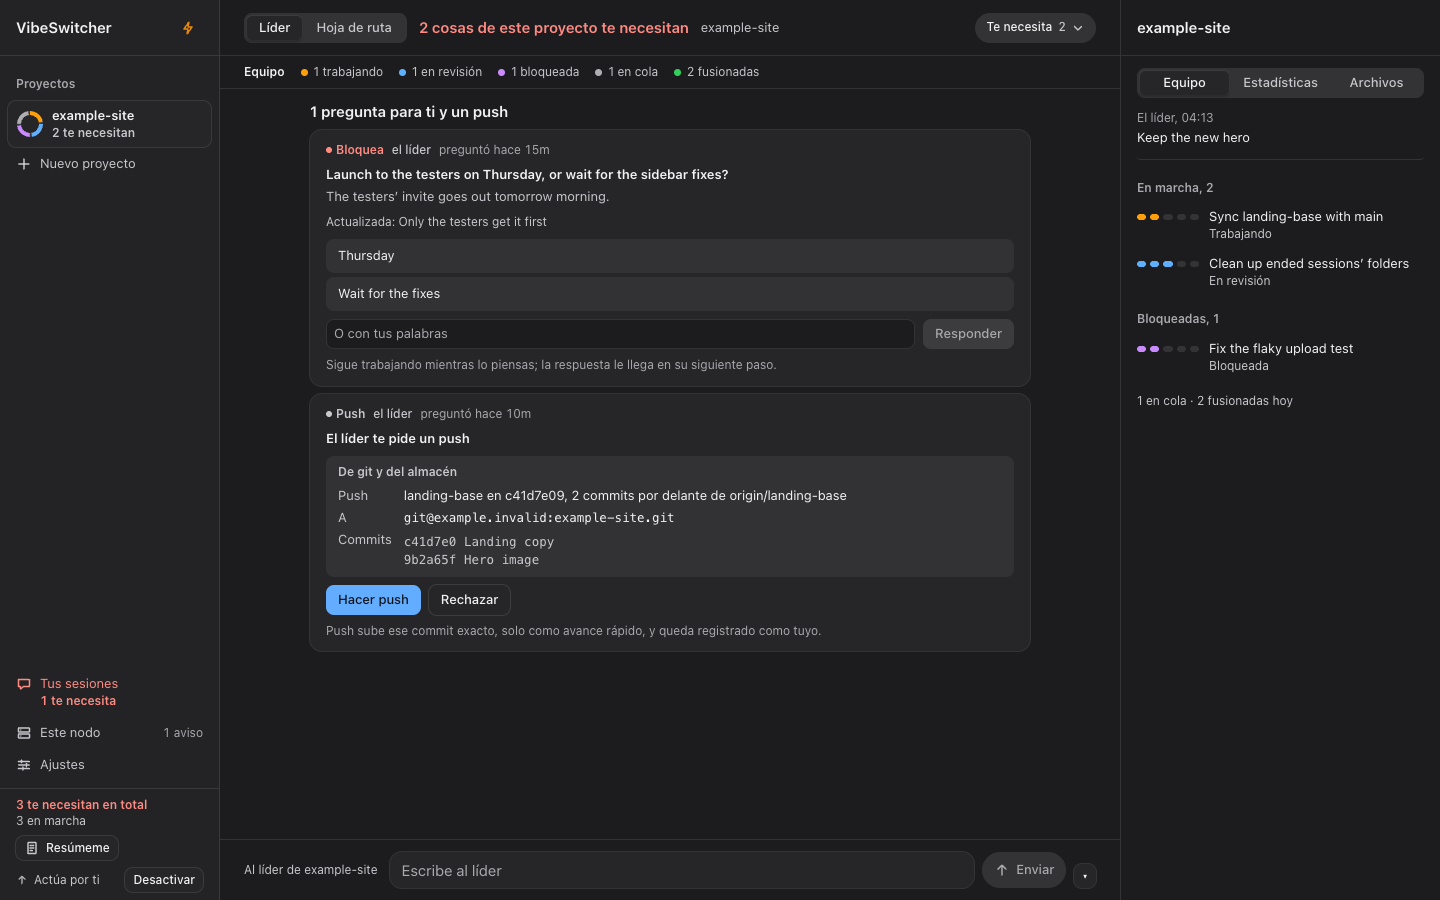 VibeSwitcher
Proyectos
example-site
2 te necesitan
Nuevo proyecto
Tus sesiones
1 te necesita
Este nodo
1 aviso
Ajustes
3 te necesitan en total
3 en marcha
Resúmeme
Actúa por ti
Desactivar
Líder
Hoja de ruta
2 cosas de este proyecto te necesitan
example-site
Te necesita 2
Equipo
1 trabajando
1 en revisión
1 bloqueada
1 en cola
2 fusionadas
1 pregunta para ti y un push
Bloquea el líder preguntó hace 15m
Launch to the testers on Thursday, or wait for the sidebar fixes?
The testers’ invite goes out tomorrow morning.
Actualizada: Only the testers get it first
Thursday
Wait for the fixes
O con tus palabras
Responder
Sigue trabajando mientras lo piensas; la respuesta le llega en su siguiente paso.
Push el líder preguntó hace 10m
El líder te pide un push
De git y del almacén
Push landing-base en c41d7e09, 2 commits por delante de origin/landing-base
A git@example.invalid:example-site.git
Commits c41d7e0 Landing copy
9b2a65f Hero image
Hacer push
Rechazar
Push sube ese commit exacto, solo como avance rápido, y queda registrado como tuyo.
Al líder de example-site
Escribe al líder
Enviar
example-site
Equipo
Estadísticas
Archivos
El líder, 04:13
Keep the new hero
En marcha, 2
Sync landing-base with main
Trabajando
Clean up ended sessions’ folders
En revisión
Bloqueadas, 1
Fix the flaky upload test
Bloqueada
1 en cola · 2 fusionadas hoy